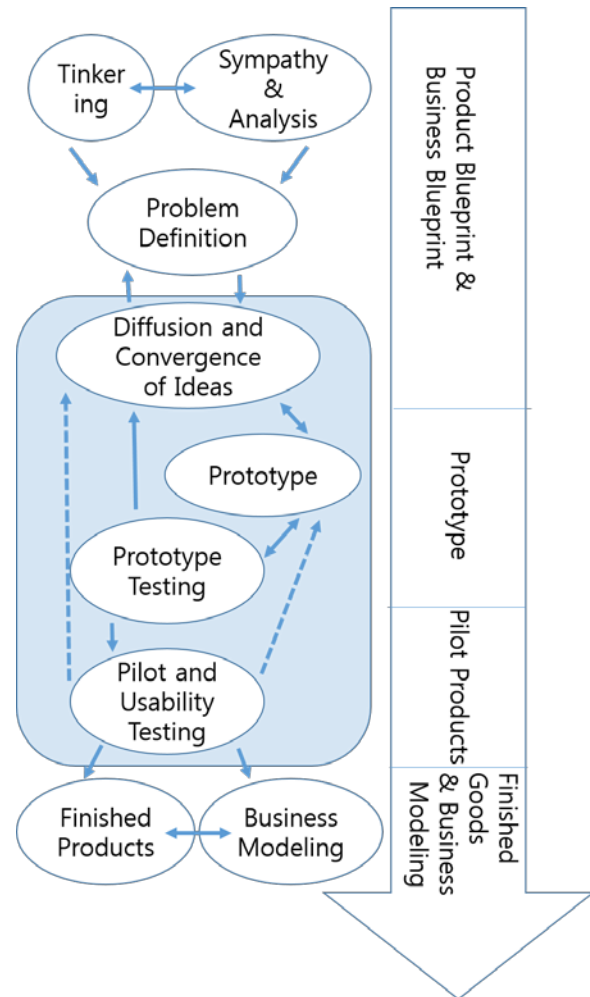 Tinker
ing
Sympathy
&
Analysis
Problem
Definition
Diffusion and
Convergence
of Ideas
Prototype
Prototype
Testing
Pilot and
Usability
Testing
Finished
Products
Business
Modeling
Product Blueprint &
Business Blueprint
Prototype
Pilot Products
Finished
Goods
& Business
Modeling